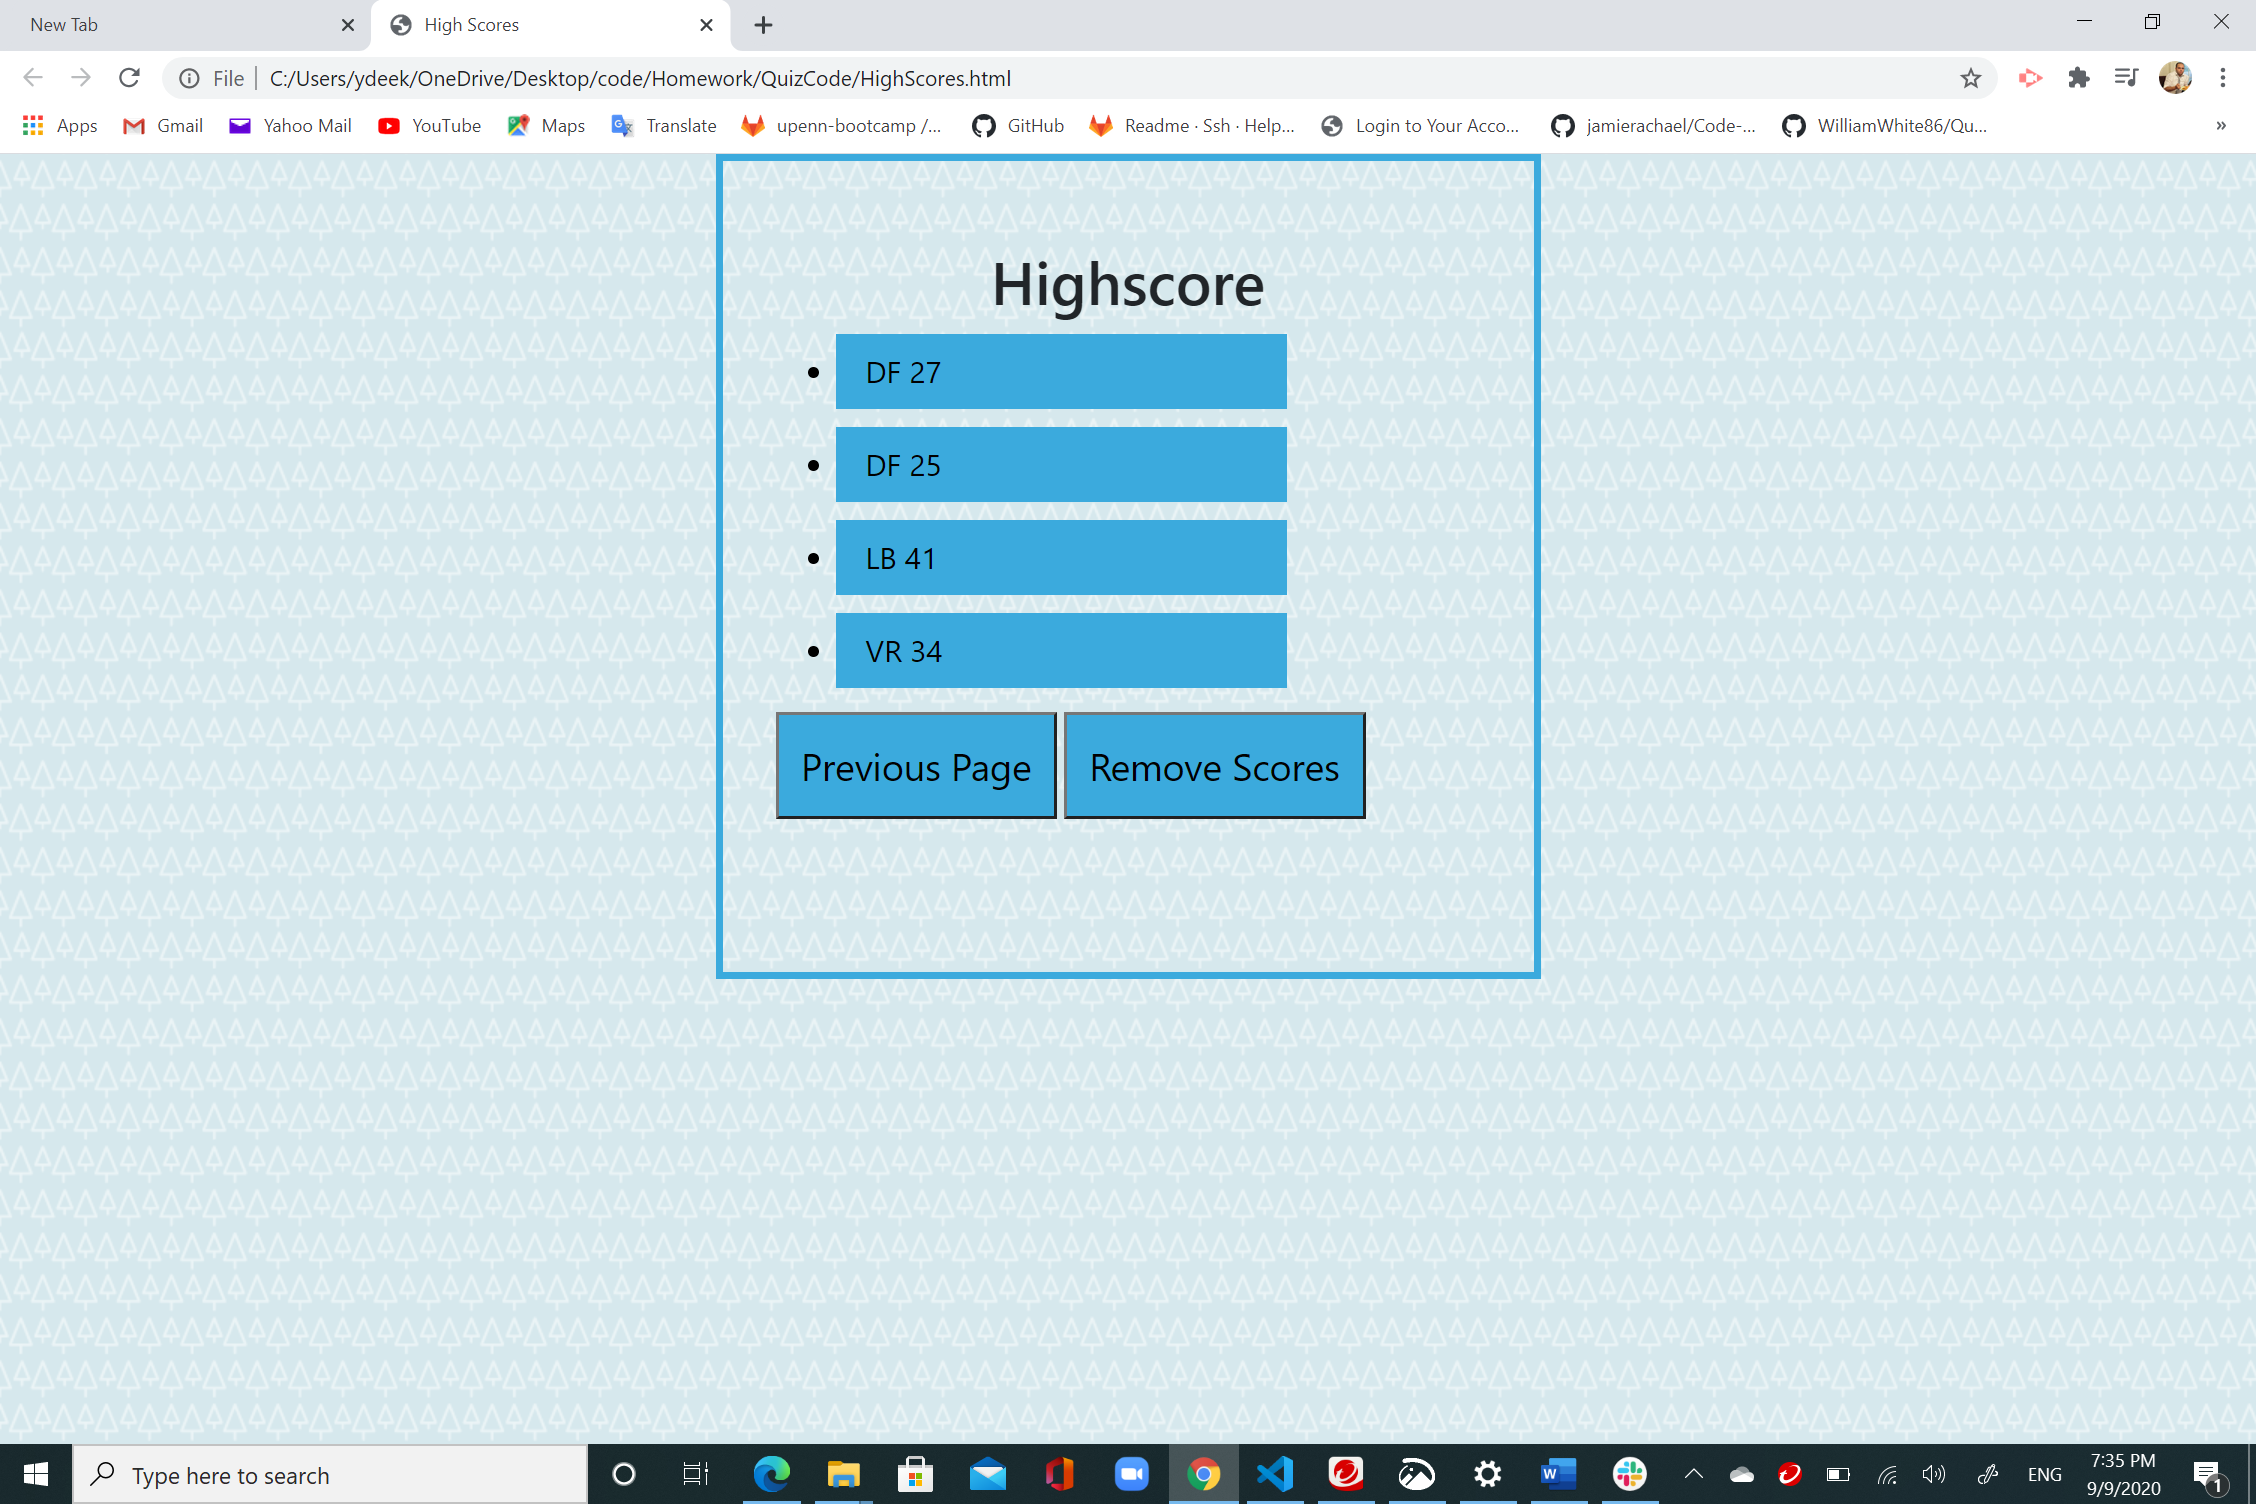 New Tab
High Scores
File
C:/Users/ydeek/OneDrive/Desktop/code/Homework/QuizCode/HighScores.html
Apps
Gmail
Yahoo Mail
YouTube
Maps
Translate
upenn-bootcamp /...
GitHub
Readme · Ssh · Help...
Login to Your Acco...
jamierachael/Code-...
WilliamWhite86/Qu...
»
Highscore
• DF 27
• DF 25
• LB 41
• VR 34
Previous Page
Remove Scores
Type here to search
ENG
7:35 PM
9/9/2020
1